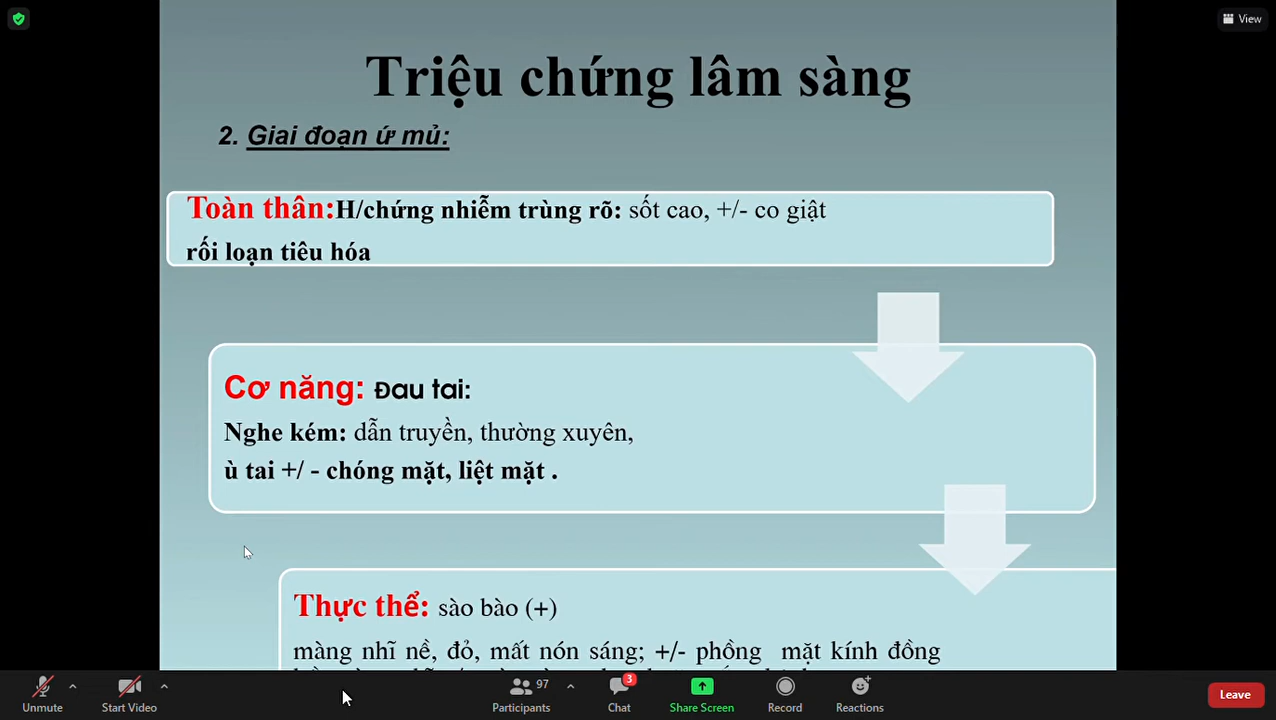 View
Triệu chứng lâm sàng
2. Giai đoạn ứ mủ:
Toàn thân:H/chứng nhiễm trùng rõ: sốt cao, +/- co giật
rối loạn tiêu hóa
Cơ năng: Đau tai:
Nghe kém: dẫn truyền, thường xuyên,
ù tai +/ - chóng mặt, liệt mặt .
Thực thể: sào bào (+)
màng nhĩ nề, đỏ, mất nón sáng; +/- phồng mặt kính đồng
97
3
Unmute
Start Video
Participants
Chat
Share Screen
Record
Reactions
Leave